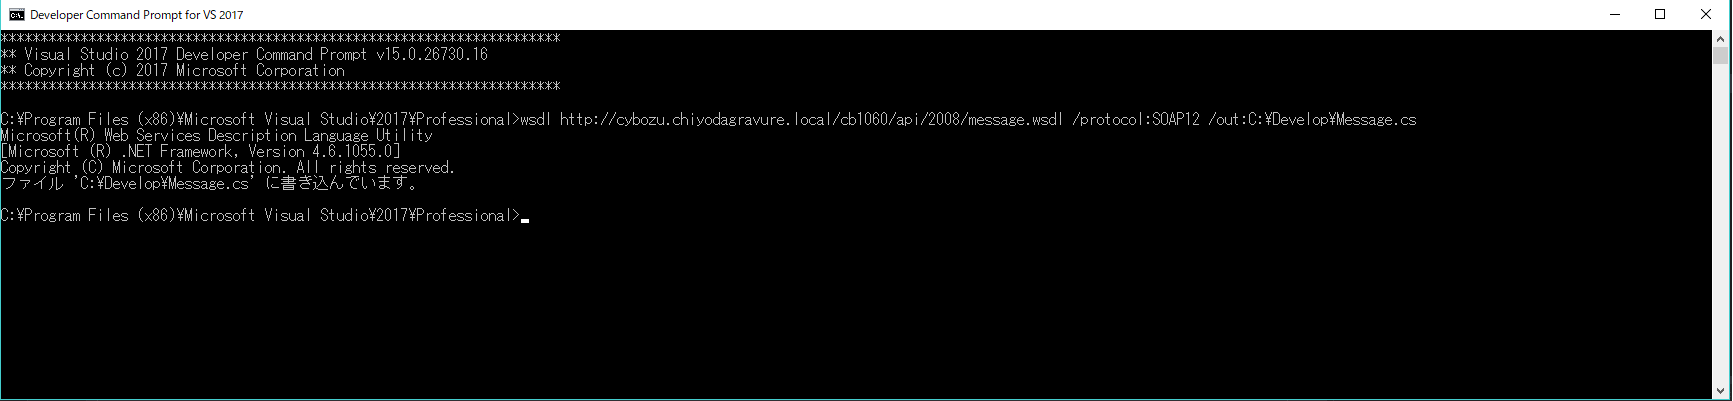 Developer Command Prompt for VS 2017
**********************************************************************
** Visual Studio 2017 Developer Command Prompt v15.0.26730.16
** Copyright (c) 2017 Microsoft Corporation
**********************************************************************
C:¥Program Files (x86)¥Microsoft Visual Studio¥2017¥Professional>wsdl http://cybozu.chiyodagravure.local/cb1060/api/2008/message.wsdl /protocol:SOAP12 /out:C:¥Develop¥Message.cs
Microsoft(R) Web Services Description Language Utility
[Microsoft (R) .NET Framework, Version 4.6.1055.0]
Copyright (C) Microsoft Corporation. All rights reserved.
ファイル 'C:¥Develop¥Message.cs' に書き込んでいます。
C:¥Program Files (x86)¥Microsoft Visual Studio¥2017¥Professional>